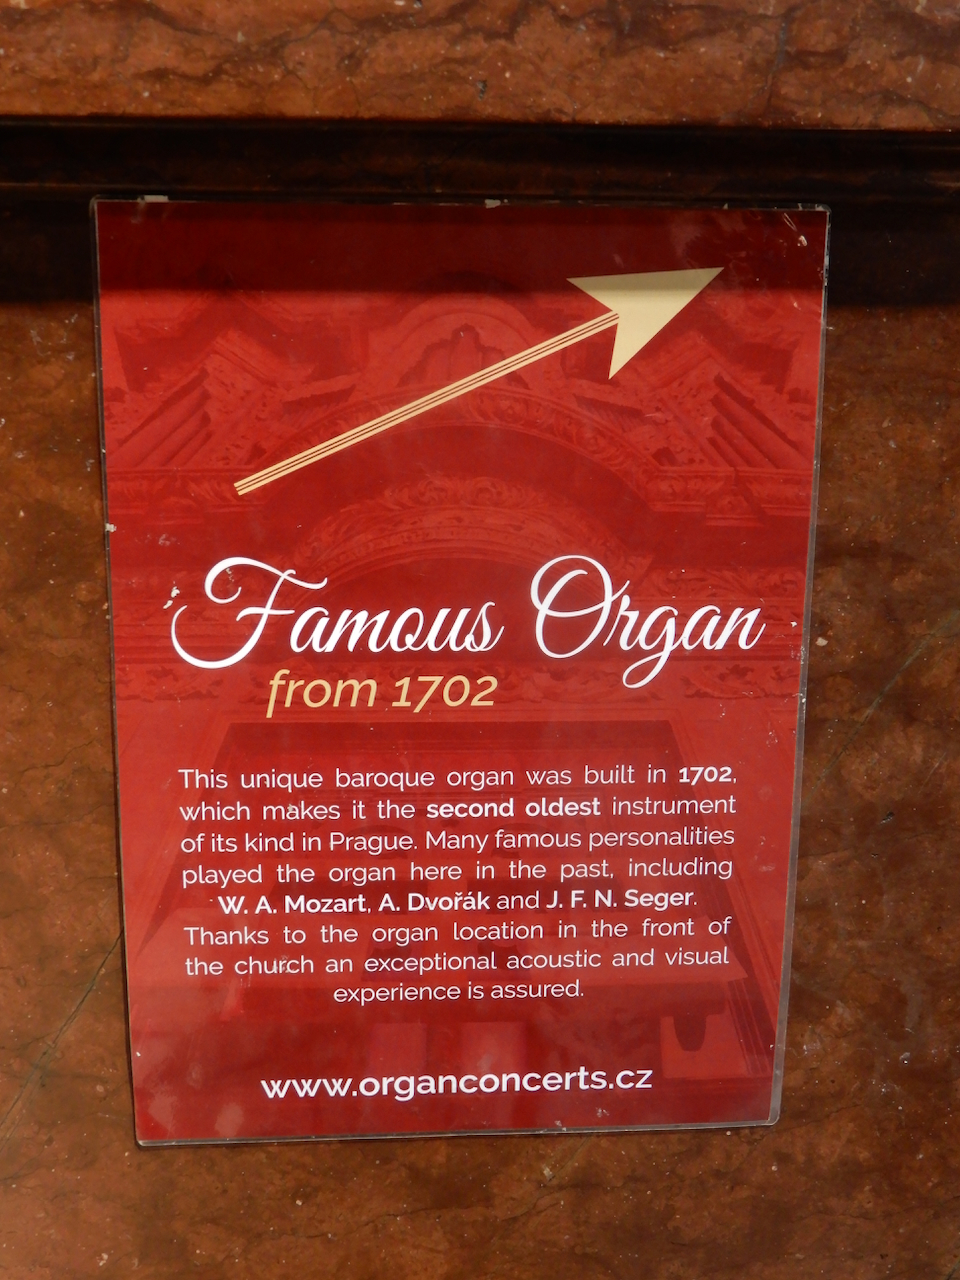 Famous Organ
from 1702
This unique baroque organ was built in 1702,
which makes it the second oldest instrument
of its kind in Prague. Many famous personalities
played the organ here in the past, including
W. A. Mozart, A. Dvořák and J. F. N. Seger.
Thanks to the organ location in the front of
the church an exceptional acoustic and visual
experience is assured.
www.organconcerts.cz